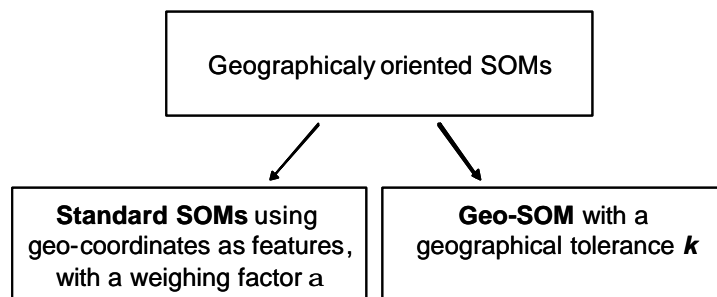 Geographicaly oriented SOMs
Standard SOMs using
geo-coordinates as features,
with a weighing factor a
Geo-SOM with a
geographical tolerance k